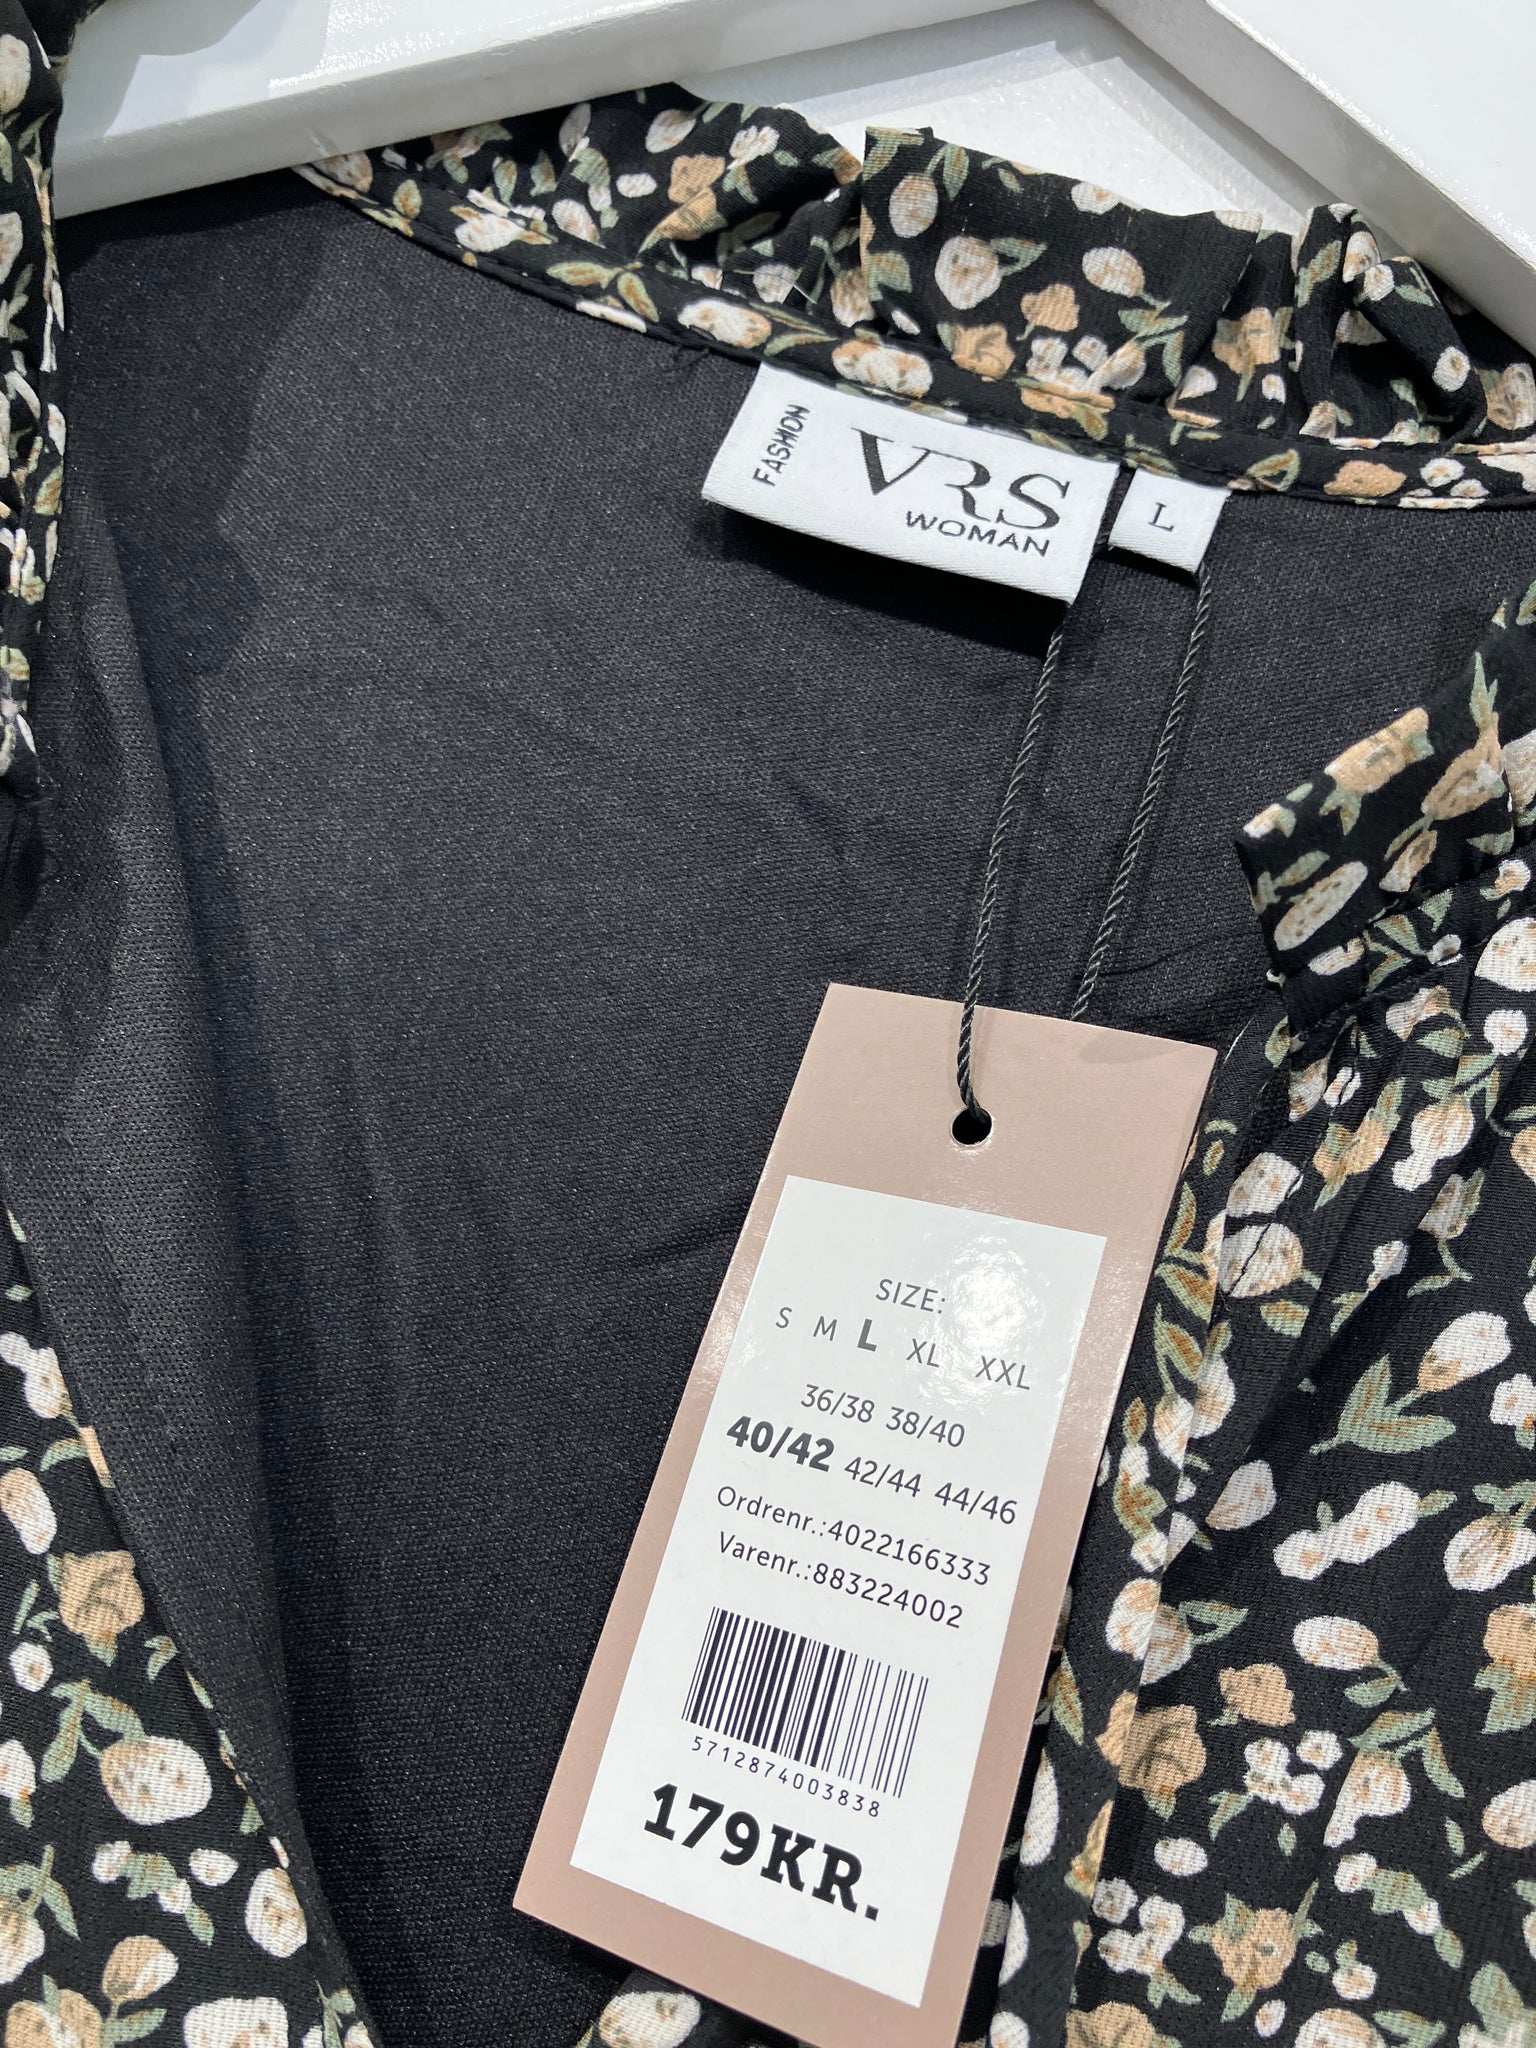 FASHION
VRS
WOMAN
L
SIZE:
S M L XL XXL
36/38 38/40
40/42 42/44 44/46
Ordrenr.:4022166333
Varenr.:883224002
5712874003838
179KR.